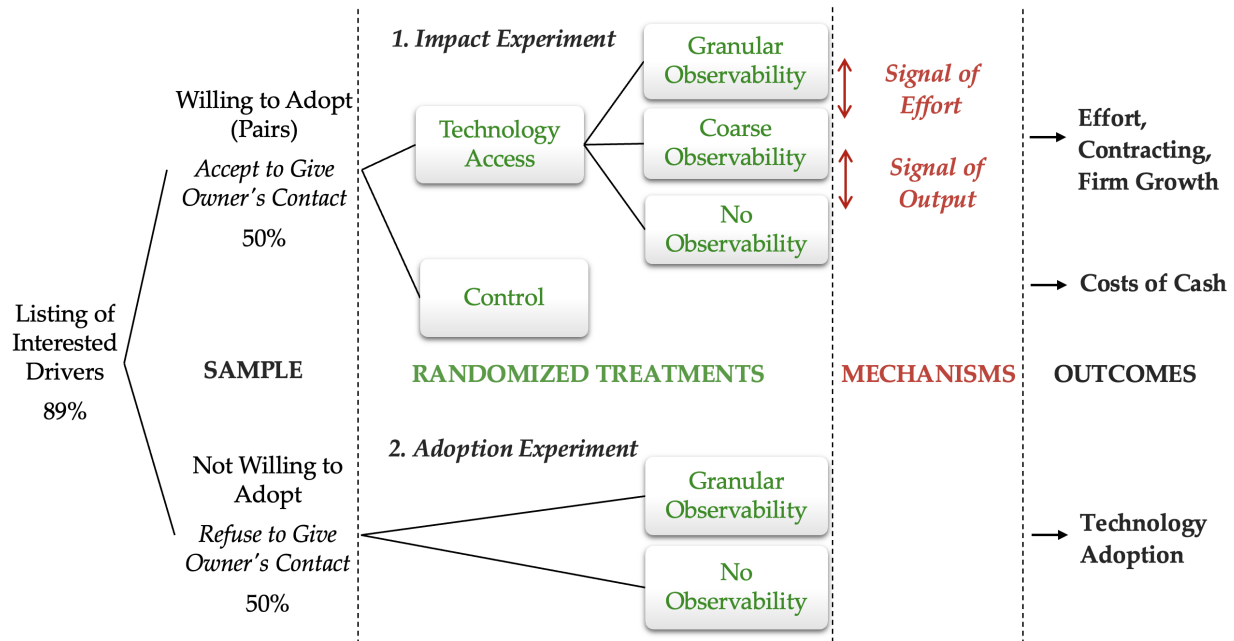 1. Impact Experiment
Granular
Observability
Coarse
Observability
No
Observability
Technology
Access
Control
Willing to Adopt
(Pairs)
Accept to Give
Owner's Contact
50%
Signal of
Effort
Signal of
Output
Effort,
Contracting,
Firm Growth
Costs of Cash
Listing of
Interested
Drivers
89%
SAMPLE
RANDOMIZED TREATMENTS
MECHANISMS
OUTCOMES
2. Adoption Experiment
Not Willing to
Adopt
Refuse to Give
Owner's Contact
50%
Granular
Observability
No
Observability
Technology
Adoption